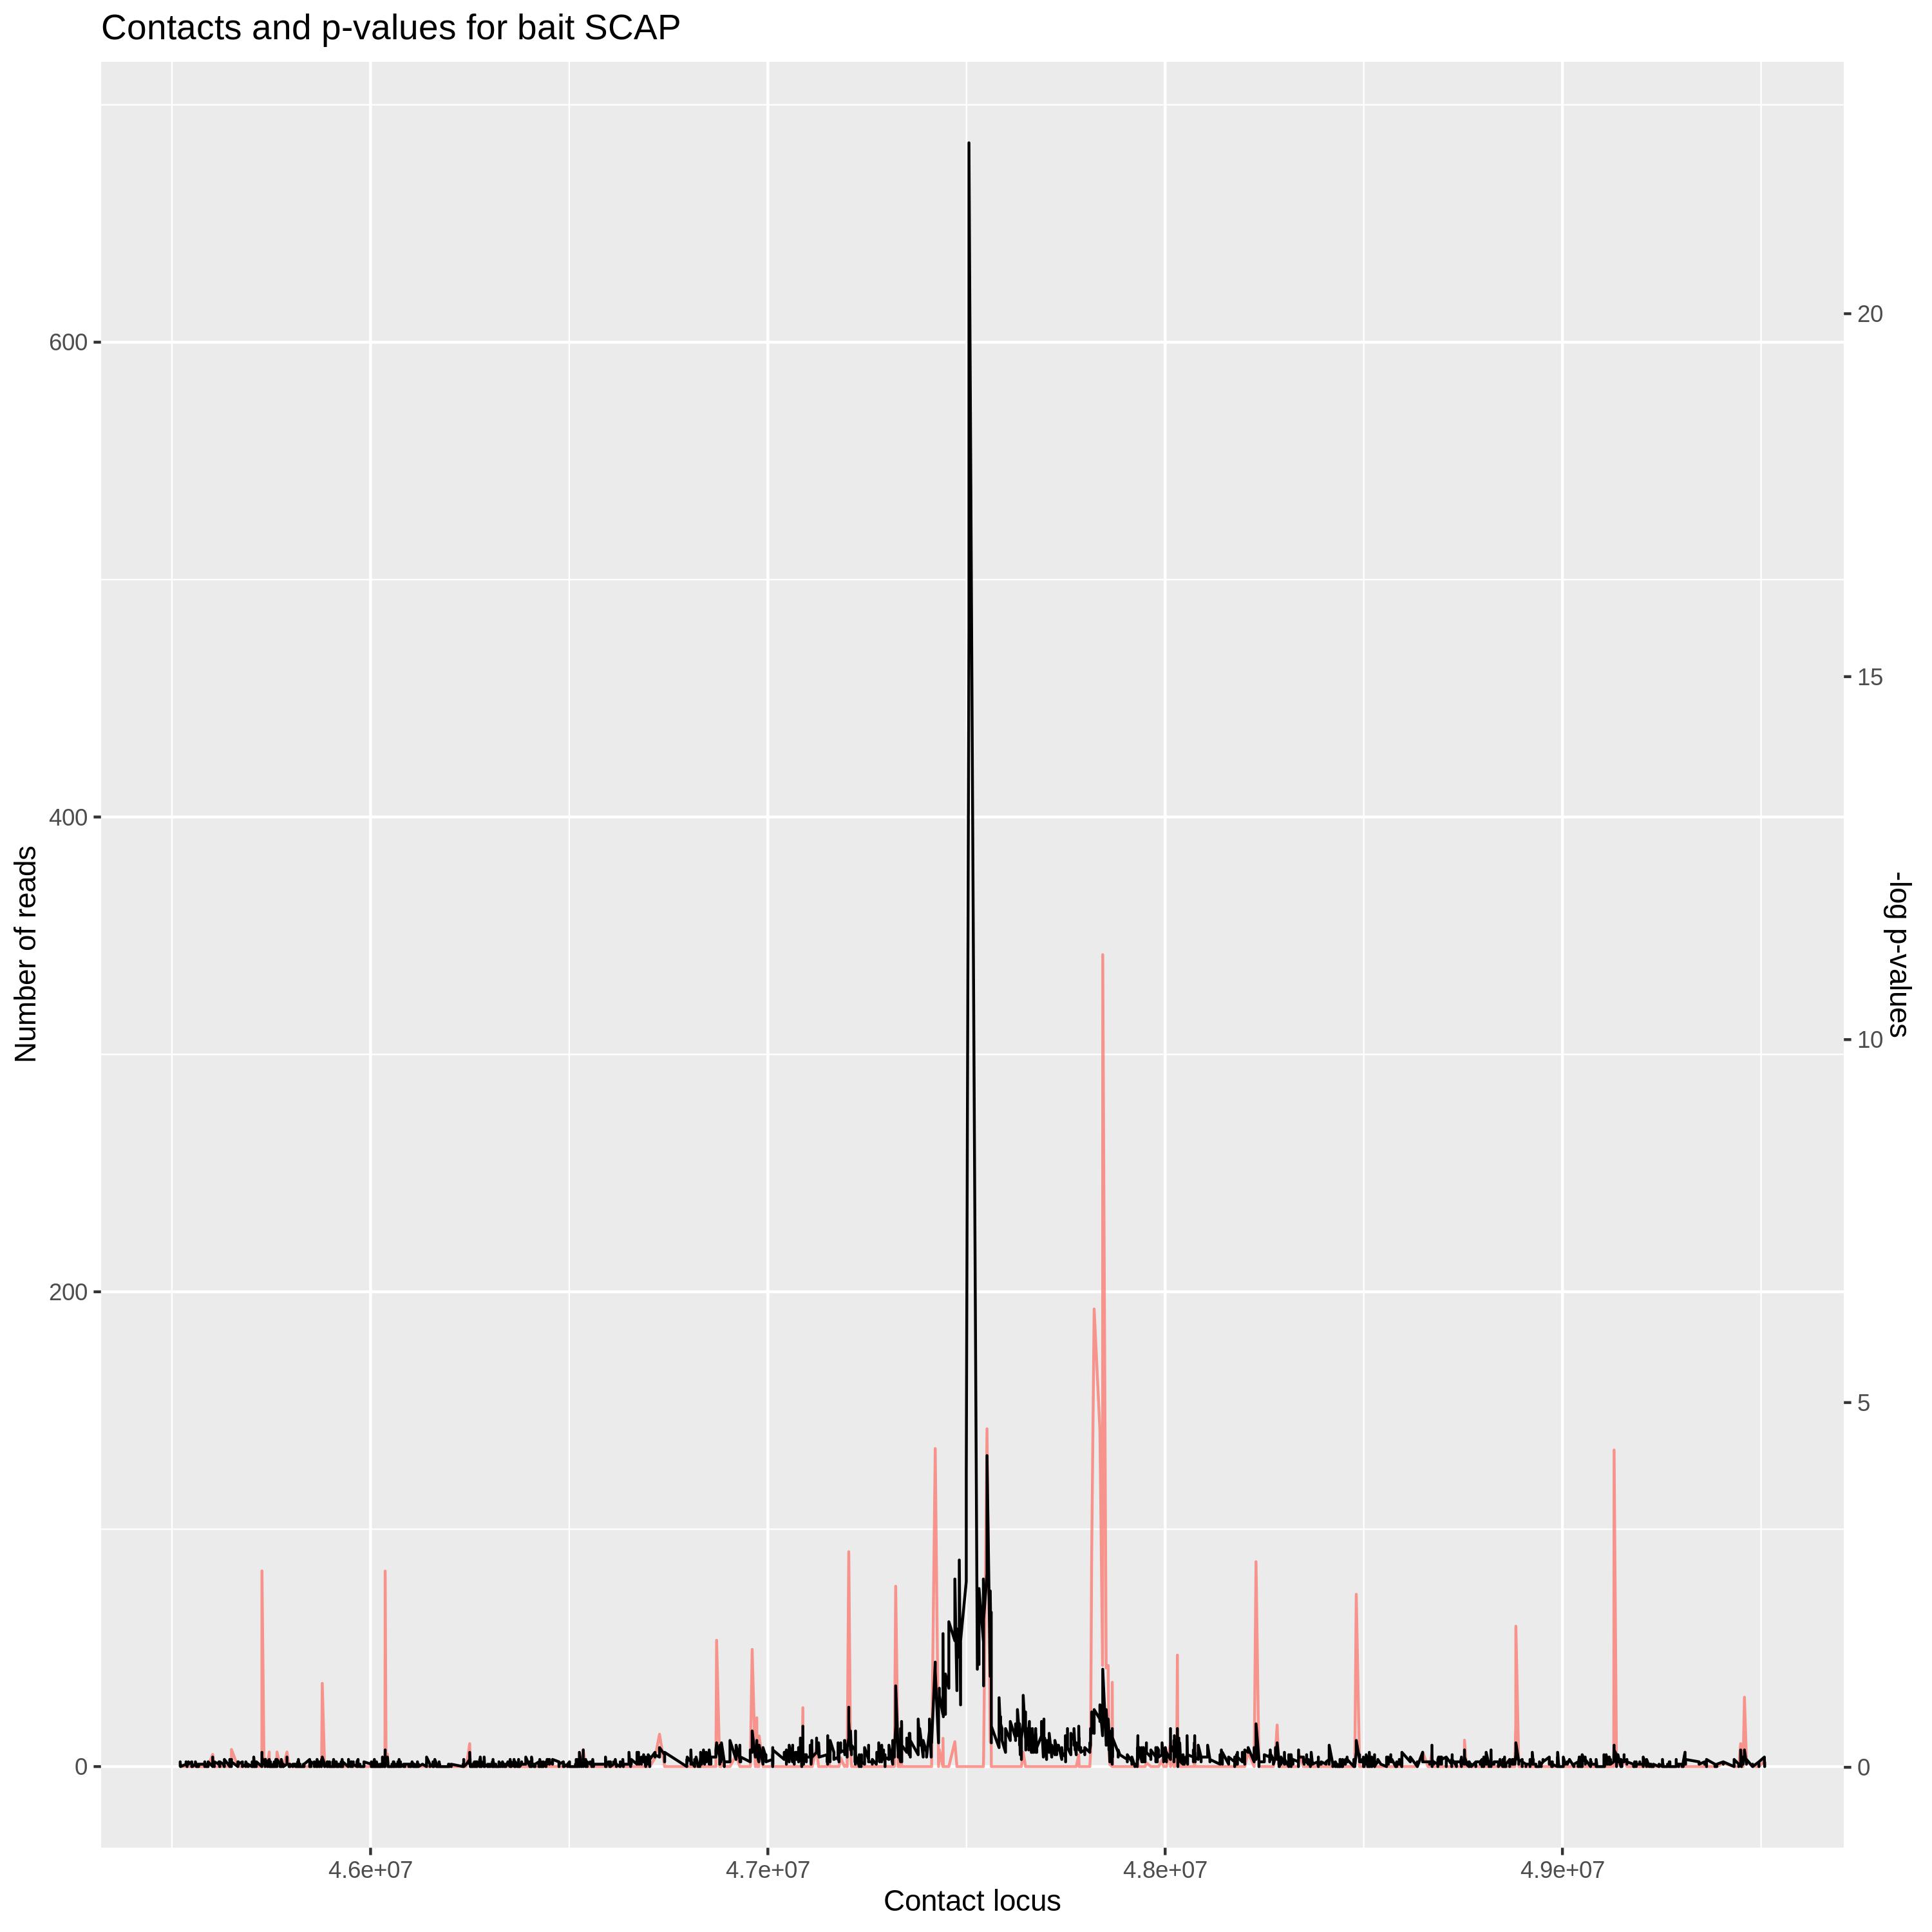 Contacts and p-values for bait SCAP
Number of reads
600
400
200
0
20
15
10
5
0
-log p-values
4.6e+07
4.7e+07
4.8e+07
4.9e+07
Contact locus